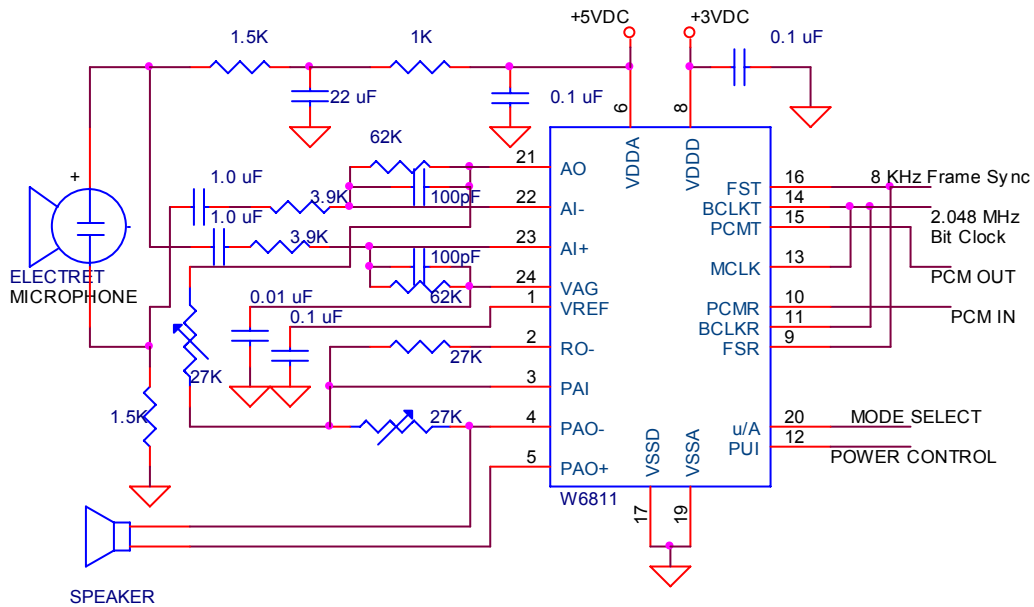 +5VDC
+3VDC
1.5K
1K
0.1 uF
22 uF
0.1 uF
6
8
VDDA
VDDD
62K
21
AO
16
FST
8 KHz Frame Sync
+
1.0 uF
100pF
22
AI-
14
BCLKT
3.9K
15
PCMT
2.048 MHz
Bit Clock
1.0 uF
3.9K
23
AI+
100pF
13
MCLK
PCM OUT
ELECTRET
MICROPHONE
62K
24
VAG
0.01 uF
0.1 uF
1
VREF
10
PCMR
PCM IN
11
BCLKR
27K
2
RO-
9
FSR
27K
3
PAI
1.5K
27K
4
PAO-
20
u/A
MODE SELECT
12
PUI
POWER CONTROL
5
PAO+
VSSD
VSSA
W6811
17
19
SPEAKER